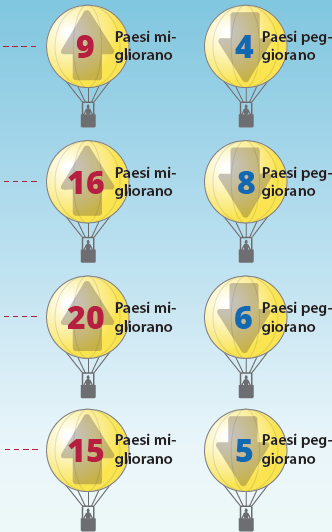 9 Paesi mi-
gliorano
4 Paesi peg-
giorano
16 Paesi mi-
gliorano
8 Paesi peg-
giorano
20 Paesi mi-
gliorano
6 Paesi peg-
giorano
15 Paesi mi-
gliorano
5 Paesi peg-
giorano